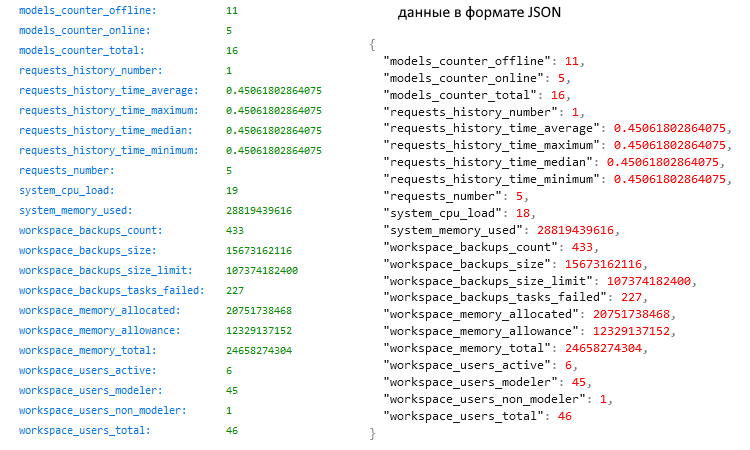 models_counter_offline: 11
models_counter_online: 5
models_counter_total: 16
requests_history_number: 1
requests_history_time_average: 0.45061802864075
requests_history_time_maximum: 0.45061802864075
requests_history_time_median: 0.45061802864075
requests_history_time_minimum: 0.45061802864075
requests_number: 5
system_cpu_load: 19
system_memory_used: 28819439616
workspace_backups_count: 433
workspace_backups_size: 15673162116
workspace_backups_size_limit: 107374182400
workspace_backups_tasks_failed: 227
workspace_memory_allocated: 20751738468
workspace_memory_allowance: 12329137152
workspace_memory_total: 24658274304
workspace_users_active: 6
workspace_users_modeler: 45
workspace_users_non_modeler: 1
workspace_users_total: 46
данные в формате JSON
{
"models_counter_offline": 11,
"models_counter_online": 5,
"models_counter_total": 16,
"requests_history_number": 1,
"requests_history_time_average": 0.45061802864075,
"requests_history_time_maximum": 0.45061802864075,
"requests_history_time_median": 0.45061802864075,
"requests_history_time_minimum": 0.45061802864075,
"requests_number": 5,
"system_cpu_load": 18,
"system_memory_used": 28819439616,
"workspace_backups_count": 433,
"workspace_backups_size": 15673162116,
"workspace_backups_size_limit": 107374182400,
"workspace_backups_tasks_failed": 227,
"workspace_memory_allocated": 20751738468,
"workspace_memory_allowance": 12329137152,
"workspace_memory_total": 24658274304,
"workspace_users_active": 6,
"workspace_users_modeler": 45,
"workspace_users_non_modeler": 1,
"workspace_users_total": 46
}